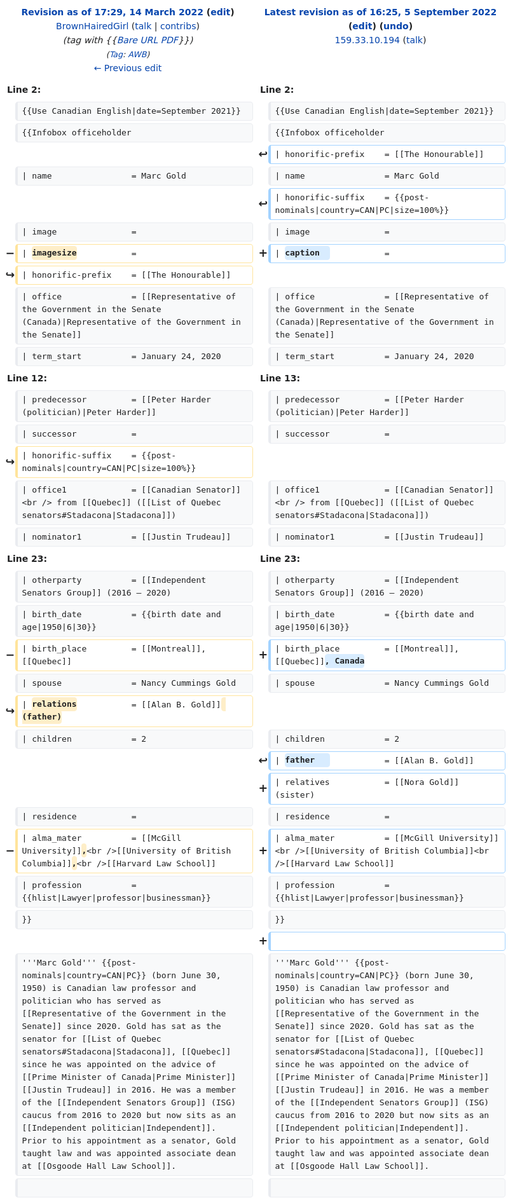 Revision as of 17:29, 14 March 2022 (edit)
BrownHairedGirl (talk | contribs)
(tag with {{Bare URL PDF}})
(Tag: AWB)
← Previous edit
Latest revision as of 16:25, 5 September 2022
(edit) (undo)
159.33.10.194 (talk)
Line 2:
Line 2:
{{Use Canadian English|date=September 2021}}
{{Use Canadian English|date=September 2021}}
{{Infobox officeholder
{{Infobox officeholder
↩ | honorific-prefix = [[The Honourable]]
| name = Marc Gold
| name = Marc Gold
↩ | honorific-suffix = {{post-
nominals|country=CAN|PC|size=100%}}
| image =
| image =
− | imagesize =
+ | caption =
↪ | honorific-prefix = [[The Honourable]]
| office = [[Representative of
the Government in the Senate
(Canada)|Representative of the Government in
the Senate]]
| office = [[Representative of
the Government in the Senate
(Canada)|Representative of the Government in
the Senate]]
| term_start = January 24, 2020
| term_start = January 24, 2020
Line 12:
Line 13:
| predecessor = [[Peter Harder
(politician)|Peter Harder]]
| predecessor = [[Peter Harder
(politician)|Peter Harder]]
| successor =
| successor =
↪ | honorific-suffix = {{post-
nominals|country=CAN|PC|size=100%}}
| office1 = [[Canadian Senator]]
<br /> from [[Quebec]] ([[List of Quebec
senators#Stadacona|Stadacona]])
| office1 = [[Canadian Senator]]
<br /> from [[Quebec]] ([[List of Quebec
senators#Stadacona|Stadacona]])
| nominator1 = [[Justin Trudeau]]
| nominator1 = [[Justin Trudeau]]
Line 23:
Line 23:
| otherparty = [[Independent
Senators Group]] (2016 – 2020)
| otherparty = [[Independent
Senators Group]] (2016 – 2020)
| birth_date = {{birth date and
age|1950|6|30}}
| birth_date = {{birth date and
age|1950|6|30}}
− | birth_place = [[Montreal]],
[[Quebec]]
+ | birth_place = [[Montreal]],
[[Quebec]], Canada
| spouse = Nancy Cummings Gold
| spouse = Nancy Cummings Gold
↪ | relations = [[Alan B. Gold]]
(father)
| children = 2
| children = 2
↩ | father = [[Alan B. Gold]]
+ | relatives = [[Nora Gold]]
(sister)
| residence =
| residence =
− | alma_mater = [[McGill
University]],<br />[[University of British
Columbia]],<br />[[Harvard Law School]]
+ | alma_mater = [[McGill University]]
<br />[[University of British Columbia]]<br
/>[[Harvard Law School]]
| profession =
{{hlist|Lawyer|professor|businessman}}
| profession =
{{hlist|Lawyer|professor|businessman}}
}}
}}
+
'''Marc Gold''' {{post-
nominals|country=CAN|PC}} (born June 30,
1950) is Canadian law professor and
politician who has served as
[[Representative of the Government in the
Senate]] since 2020. Gold has sat as the
senator for [[List of Quebec
senators#Stadacona|Stadacona]], [[Quebec]]
since he was appointed on the advice of
[[Prime Minister of Canada|Prime Minister]]
[[Justin Trudeau]] in 2016. He was a member
of the [[Independent Senators Group]] (ISG)
caucus from 2016 to 2020 but now sits as an
[[Independent politician|Independent]].
Prior to his appointment as a senator, Gold
taught law and was appointed associate dean
at [[Osgoode Hall Law School]].
'''Marc Gold''' {{post-
nominals|country=CAN|PC}} (born June 30,
1950) is Canadian law professor and
politician who has served as
[[Representative of the Government in the
Senate]] since 2020. Gold has sat as the
senator for [[List of Quebec
senators#Stadacona|Stadacona]], [[Quebec]]
since he was appointed on the advice of
[[Prime Minister of Canada|Prime Minister]]
[[Justin Trudeau]] in 2016. He was a member
of the [[Independent Senators Group]] (ISG)
caucus from 2016 to 2020 but now sits as an
[[Independent politician|Independent]].
Prior to his appointment as a senator, Gold
taught law and was appointed associate dean
at [[Osgoode Hall Law School]].